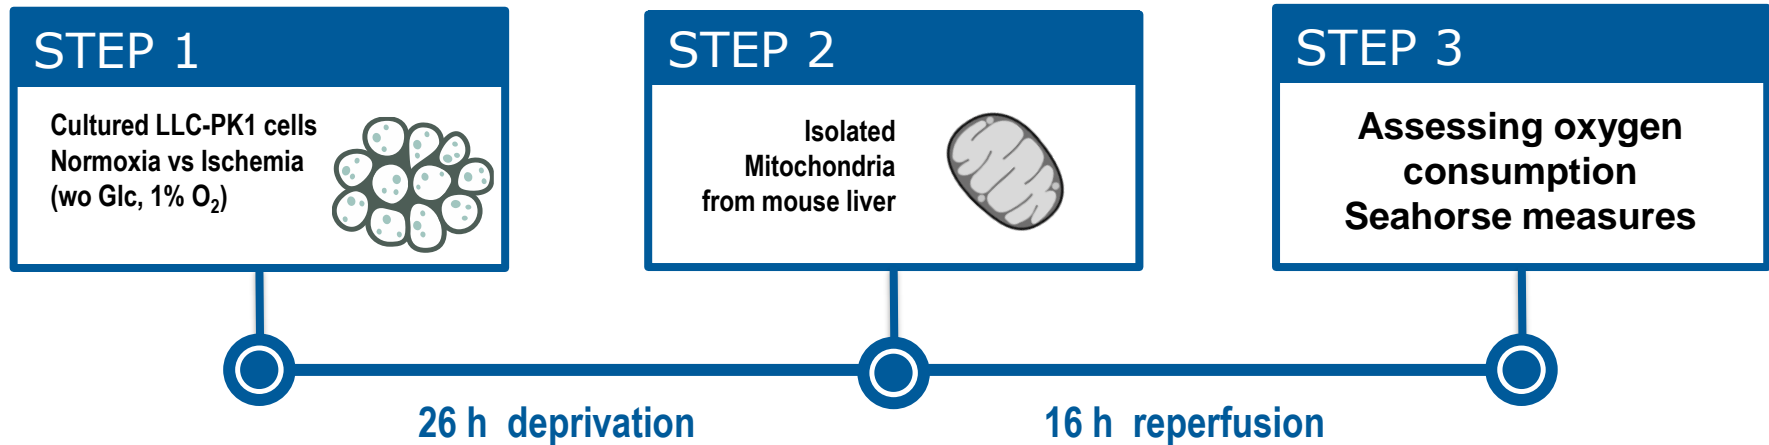 STEP 1
Cultured LLC-PK1 cells
Normoxia vs Ischemia
(wo Glc, 1% O₂)
STEP 2
Isolated
Mitochondria
from mouse liver
STEP 3
Assessing oxygen
consumption
Seahorse measures
26 h deprivation
16 h reperfusion